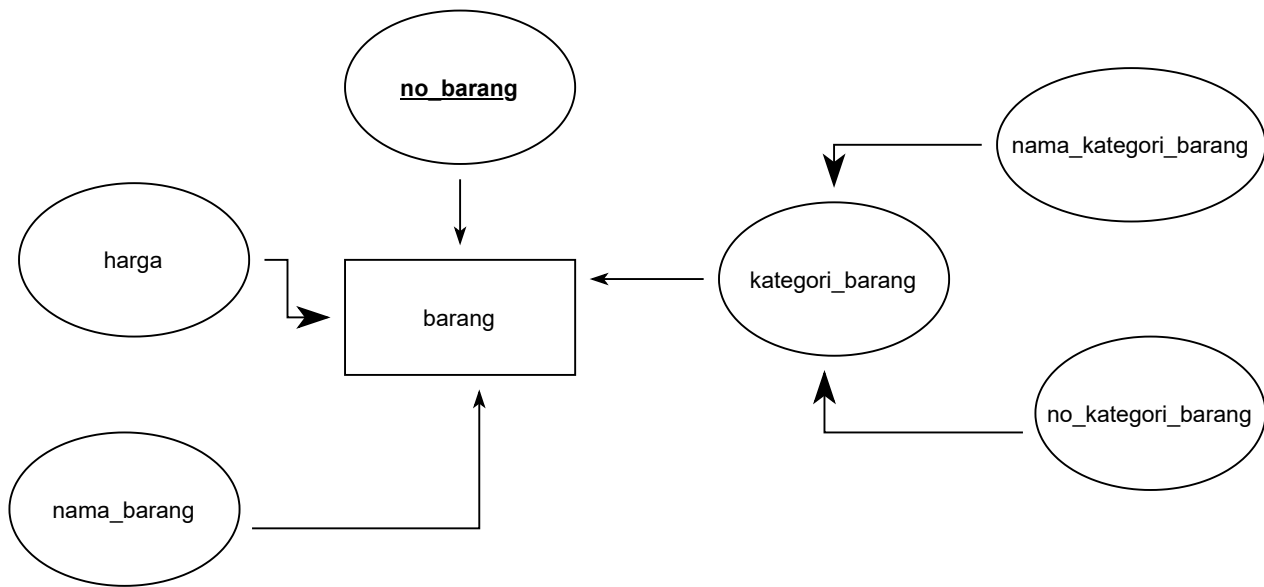 no_barang
nama_kategori_barang
harga
kategori_barang
barang
no_kategori_barang
nama_barang